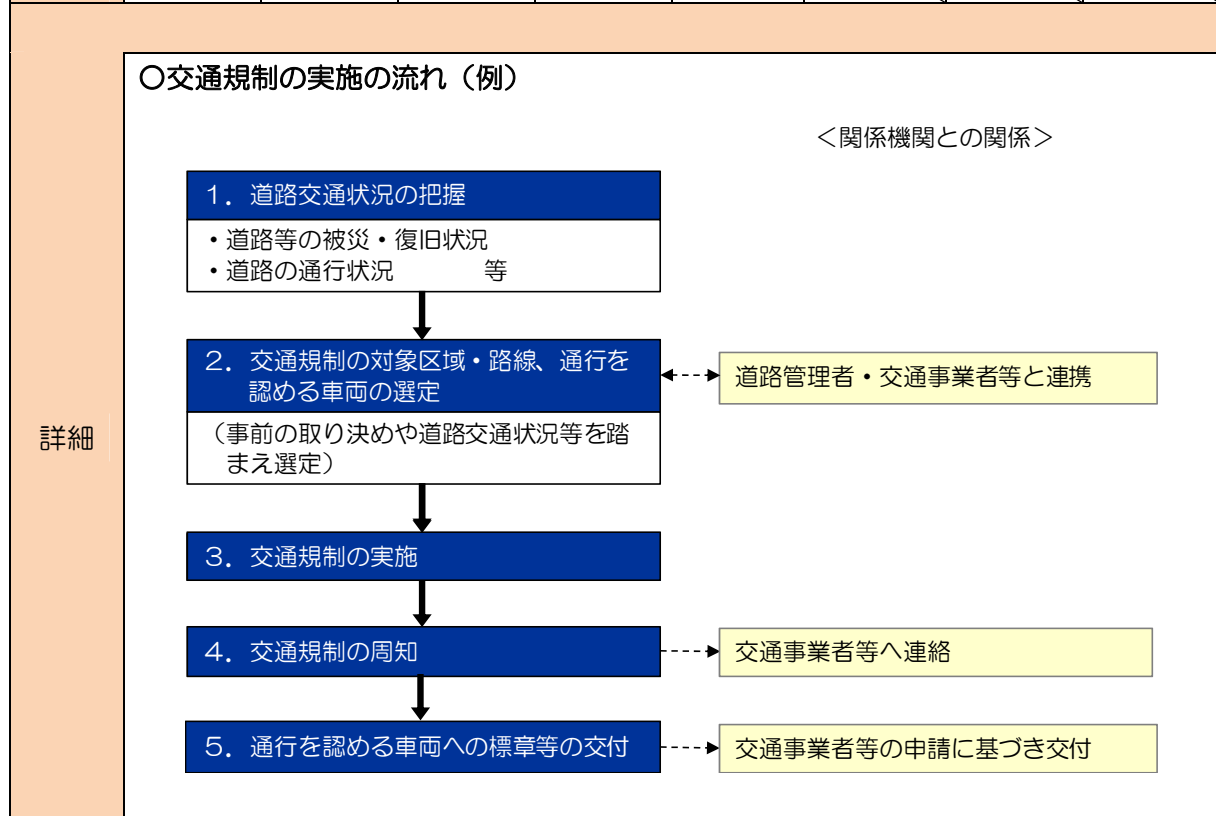 〇交通規制の実施の流れ（例）
＜関係機関との関係＞
１．道路交通状況の把握
・道路等の被災・復旧状況
・道路の通行状況　　　　等
２．交通規制の対象区域・路線、通行を
認める車両の選定
道路管理者・交通事業者等と連携
（事前の取り決めや道路交通状況等を踏
まえ選定）
詳細
３．交通規制の実施
４．交通規制の周知
交通事業者等へ連絡
５．通行を認める車両への標章等の交付
交通事業者等の申請に基づき交付